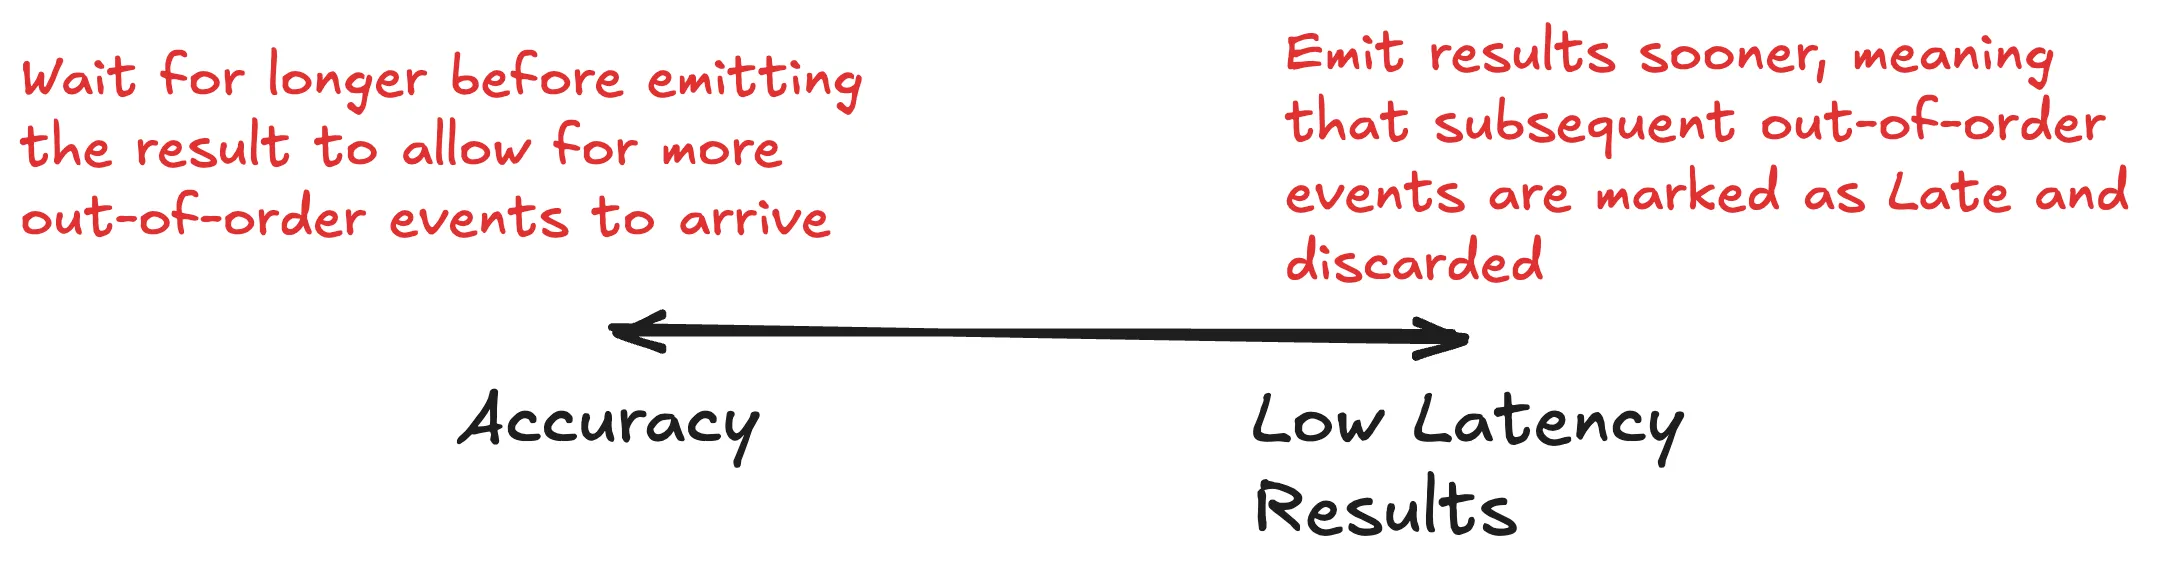 Wait for longer before emitting
the result to allow for more
out-of-order events to arrive
Emit results sooner, meaning
that subsequent out-of-order
events are marked as Late and
discarded
Accuracy
Low Latency
Results